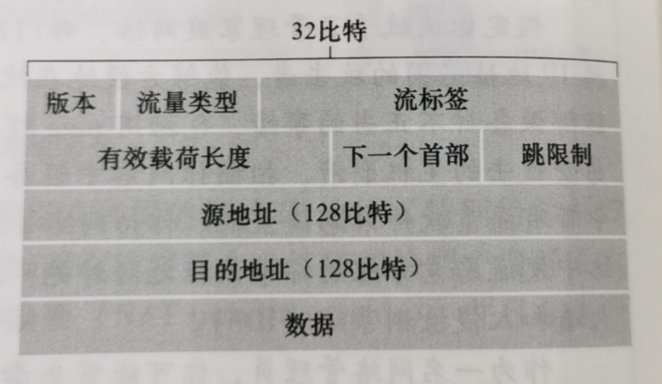 32比特
版本 流量类型 流标签
有效载荷长度 下一个首部 跳限制
源地址（128比特）
目的地址（128比特）
数据